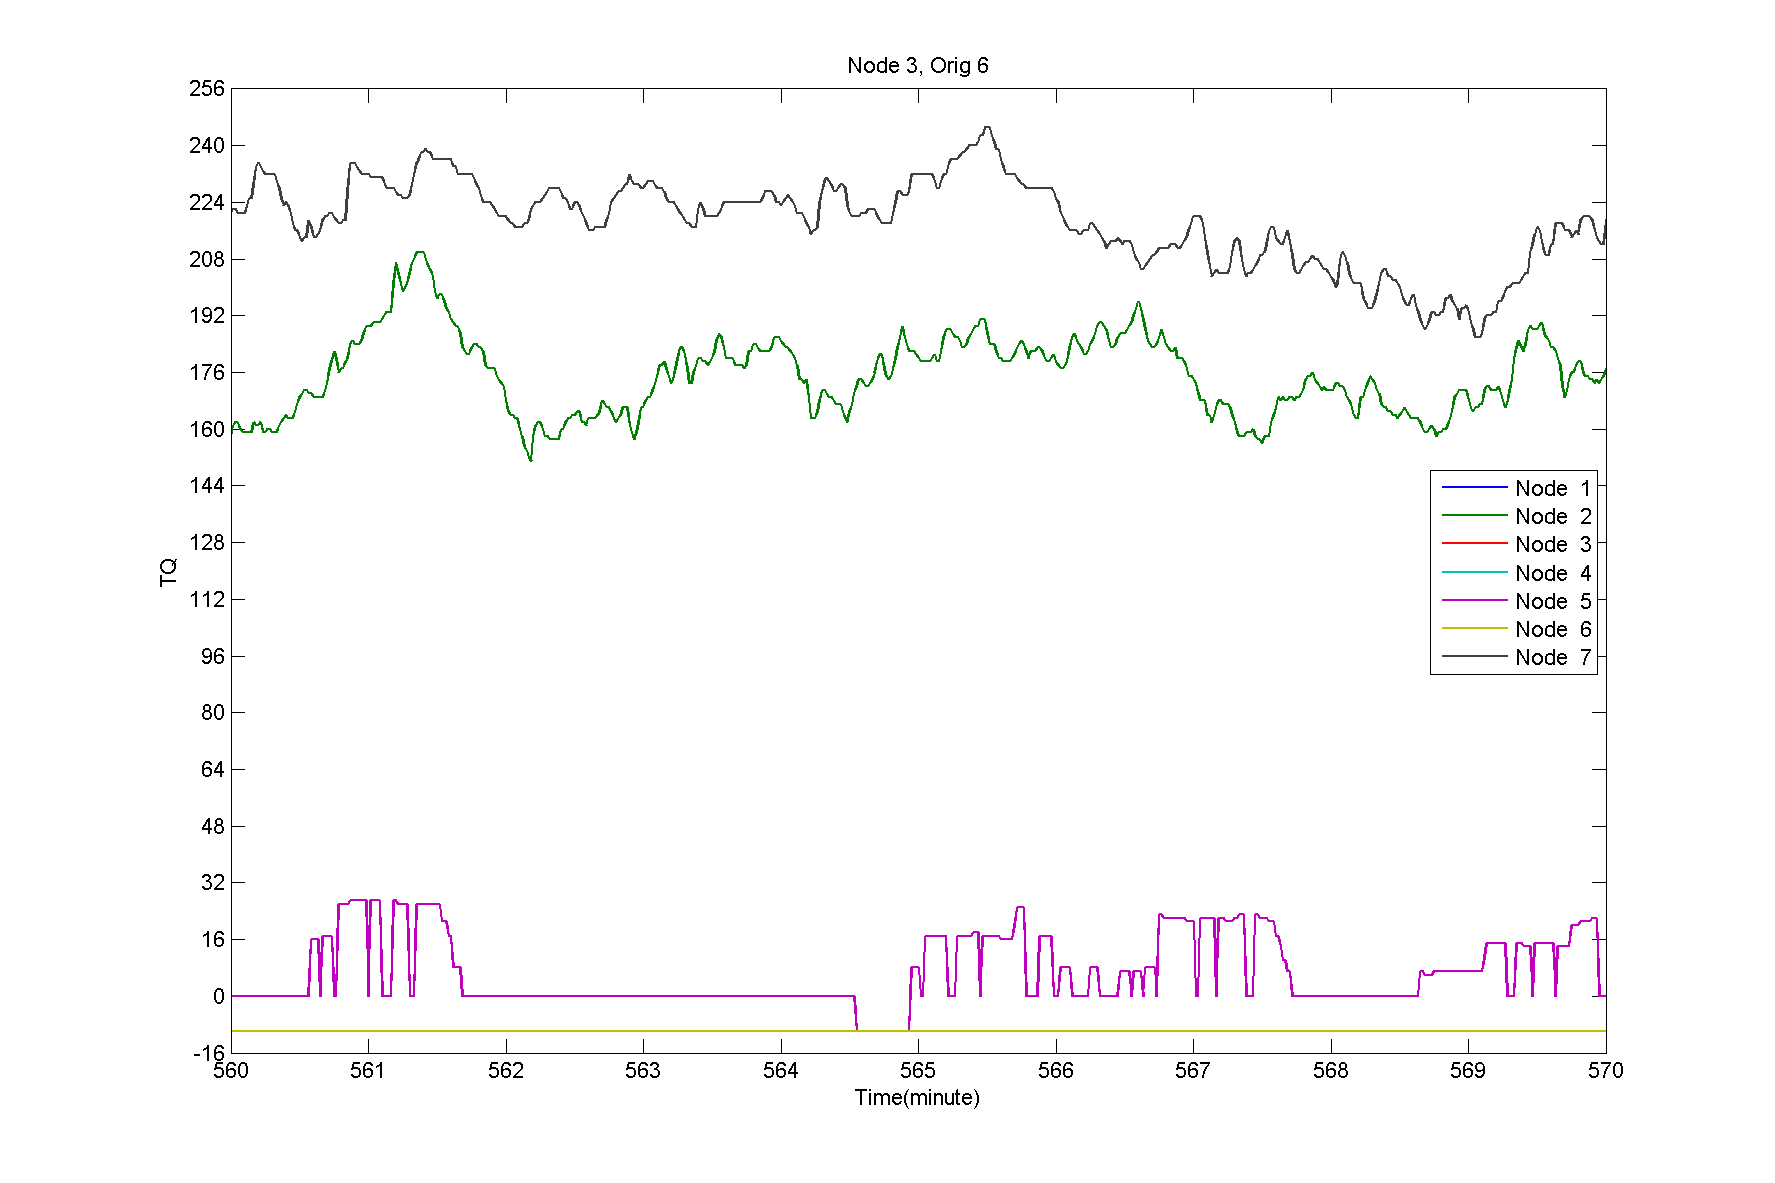 Node 3, Orig 6
256
240
224
208
192
176
160
144
128
112
96
80
64
48
32
16
0
-16
TQ
Node 1
Node 2
Node 3
Node 4
Node 5
Node 6
Node 7
560 561 562 563 564 565 566 567 568 569 570
Time(minute)